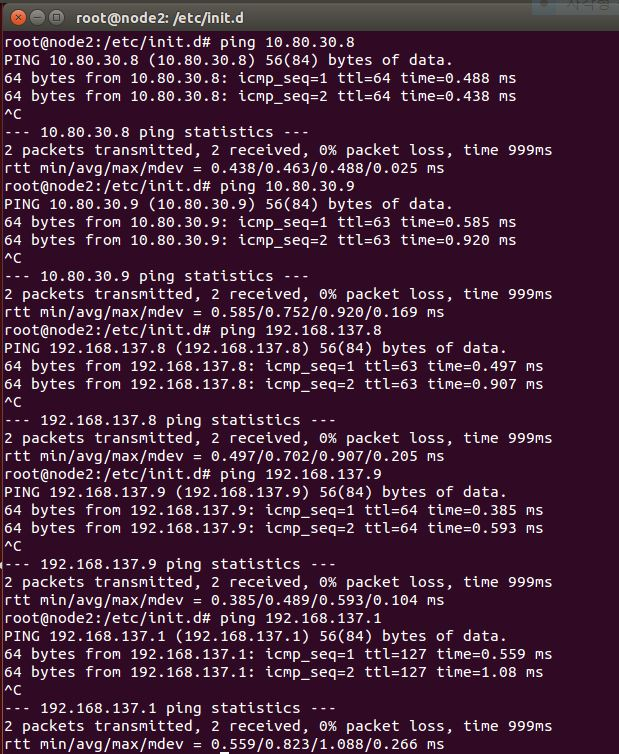 사각형
root@node2: /etc/init.d
root@node2:/etc/init.d# ping 10.80.30.8
PING 10.80.30.8 (10.80.30.8) 56(84) bytes of data.
64 bytes from 10.80.30.8: icmp_seq=1 ttl=64 time=0.488 ms
64 bytes from 10.80.30.8: icmp_seq=2 ttl=64 time=0.438 ms
^C
--- 10.80.30.8 ping statistics ---
2 packets transmitted, 2 received, 0% packet loss, time 999ms
rtt min/avg/max/mdev = 0.438/0.463/0.488/0.025 ms
root@node2:/etc/init.d# ping 10.80.30.9
PING 10.80.30.9 (10.80.30.9) 56(84) bytes of data.
64 bytes from 10.80.30.9: icmp_seq=1 ttl=63 time=0.585 ms
64 bytes from 10.80.30.9: icmp_seq=2 ttl=63 time=0.920 ms
^C
--- 10.80.30.9 ping statistics ---
2 packets transmitted, 2 received, 0% packet loss, time 999ms
rtt min/avg/max/mdev = 0.585/0.752/0.920/0.169 ms
root@node2:/etc/init.d# ping 192.168.137.8
PING 192.168.137.8 (192.168.137.8) 56(84) bytes of data.
64 bytes from 192.168.137.8: icmp_seq=1 ttl=63 time=0.497 ms
64 bytes from 192.168.137.8: icmp_seq=2 ttl=63 time=0.907 ms
^C
--- 192.168.137.8 ping statistics ---
2 packets transmitted, 2 received, 0% packet loss, time 999ms
rtt min/avg/max/mdev = 0.497/0.702/0.907/0.205 ms
root@node2:/etc/init.d# ping 192.168.137.9
PING 192.168.137.9 (192.168.137.9) 56(84) bytes of data.
64 bytes from 192.168.137.9: icmp_seq=1 ttl=64 time=0.385 ms
64 bytes from 192.168.137.9: icmp_seq=2 ttl=64 time=0.593 ms
^C
--- 192.168.137.9 ping statistics ---
2 packets transmitted, 2 received, 0% packet loss, time 999ms
rtt min/avg/max/mdev = 0.385/0.489/0.593/0.104 ms
root@node2:/etc/init.d# ping 192.168.137.1
PING 192.168.137.1 (192.168.137.1) 56(84) bytes of data.
64 bytes from 192.168.137.1: icmp_seq=1 ttl=127 time=0.559 ms
64 bytes from 192.168.137.1: icmp_seq=2 ttl=127 time=1.08 ms
^C
--- 192.168.137.1 ping statistics ---
2 packets transmitted, 2 received, 0% packet loss, time 999ms
rtt min/avg/max/mdev = 0.559/0.823/1.088/0.266 ms